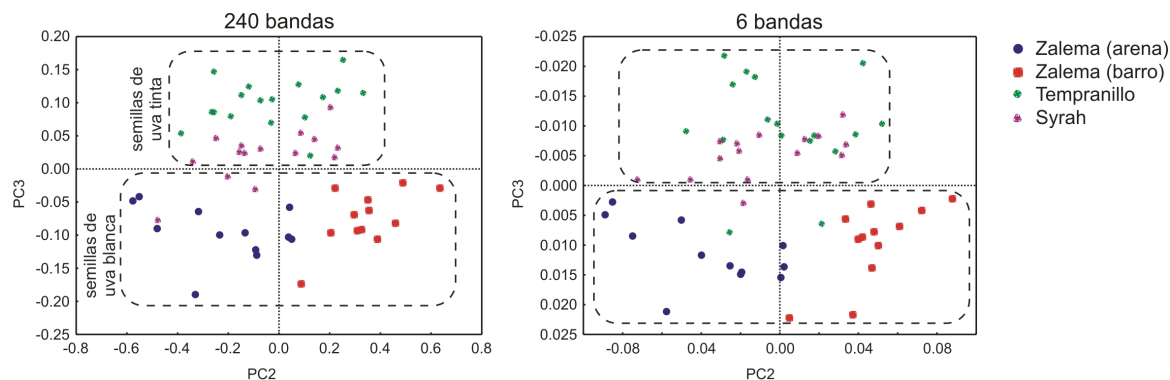 240 bandas
0.20
0.15
0.10
0.05
0.00
-0.05
-0.10
-0.15
-0.20
-0.25
PC3
semillas de
uva tinta
semillas de
uva blanca
-0.8 -0.6 -0.4 -0.2 0.0 0.2 0.4 0.6 0.8
PC2
6 bandas
-0.025
-0.020
-0.015
-0.010
-0.005
0.000
0.005
0.010
0.015
0.020
0.025
PC3
-0.08 -0.04 0.00 0.04 0.08
PC2
Zalema (arena)
Zalema (barro)
Tempranillo
Syrah